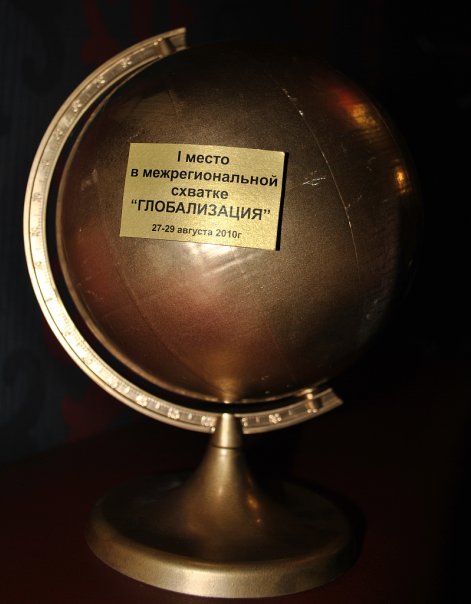 I место
в межрегиональной
схватке
“ГЛОБАЛИЗАЦИЯ”
27-29 августа 2010г